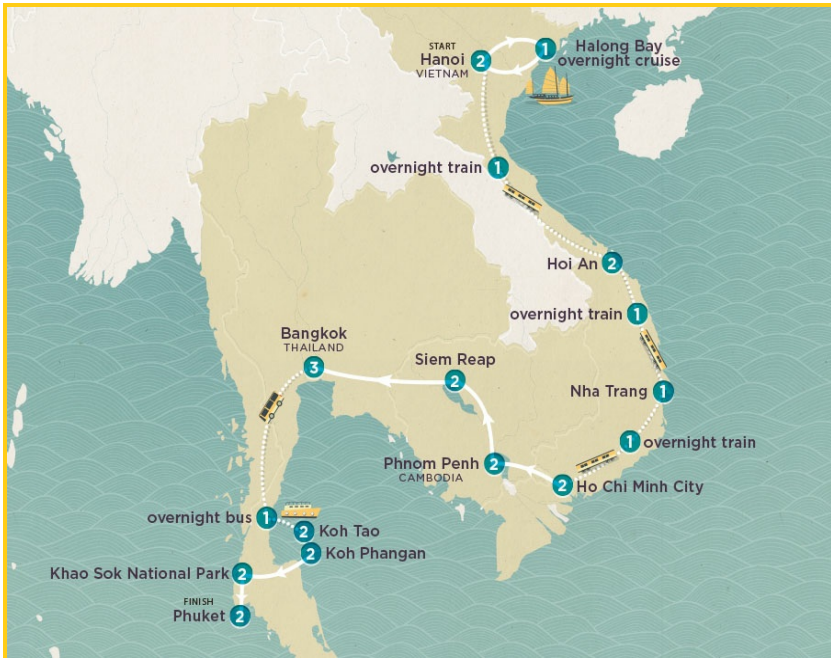 START
Hanoi
VIETNAM
2
1
Halong Bay
overnight cruise
overnight train
1
Hoi An
2
overnight train
1
Nha Trang
1
1
overnight train
2
Ho Chi Minh City
Phnom Penh
CAMBODIA
2
Siem Reap
2
Bangkok
THAILAND
3
overnight bus
1
2
Koh Tao
2
Koh Phangan
Khao Sok National Park
2
FINISH
Phuket
2